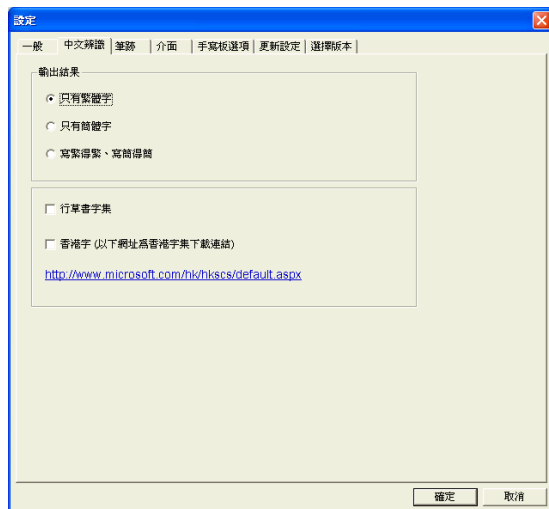 設定
一般 中文辨識 筆跡 介面 手寫板選項 更新設定 選擇版本
輸出結果
只有繁體字
只有簡體字
寫繁得繁、寫簡得簡
行草書字集
香港字 (以下網址為香港字集下載連結)
http://www.microsoft.com/hk/hkscs/default.aspx
確定 取消